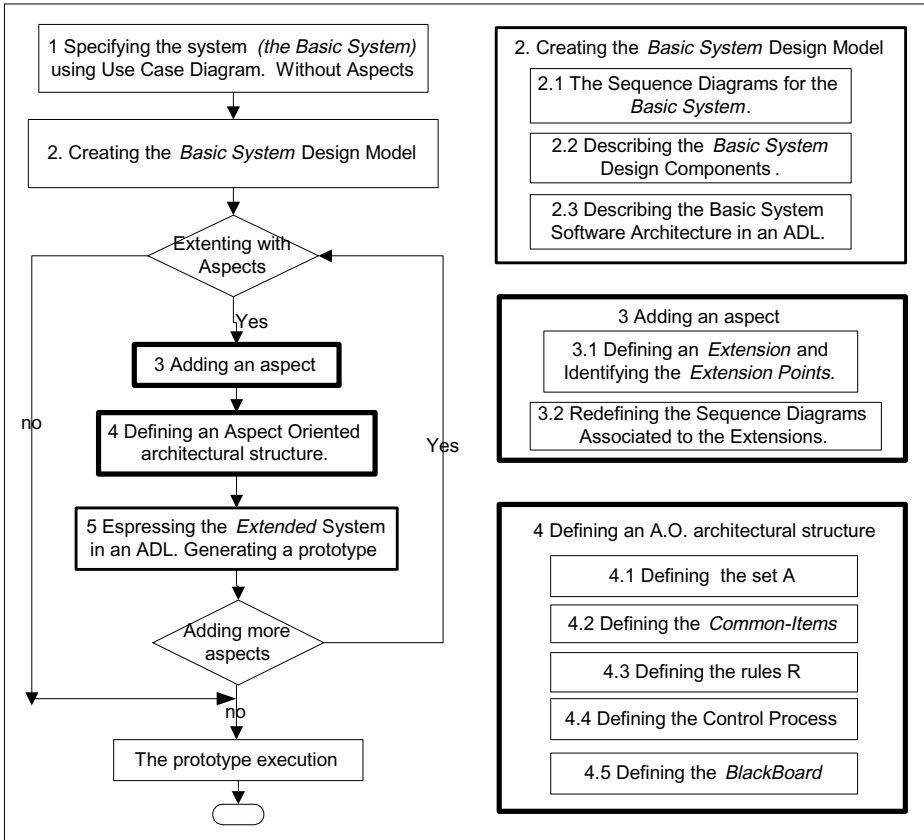 1 Specifying the system (the Basic System)
using Use Case Diagram. Without Aspects
2. Creating the Basic System Design Model
Extenting with
Aspects
Yes
3 Adding an aspect
no
4 Defining an Aspect Oriented
architectural structure.
Yes
5 Espressing the Extended System
in an ADL. Generating a prototype
Adding more
aspects
no
The prototype execution
2. Creating the Basic System Design Model
2.1 The Sequence Diagrams for the
Basic System.
2.2 Describing the Basic System
Design Components .
2.3 Describing the Basic System
Software Architecture in an ADL.
3 Adding an aspect
3.1 Defining an Extension and
Identifying the Extension Points.
3.2 Redefining the Sequence Diagrams
Associated to the Extensions.
4 Defining an A.O. architectural structure
4.1 Defining the set A
4.2 Defining the Common-Items
4.3 Defining the rules R
4.4 Defining the Control Process
4.5 Defining the BlackBoard